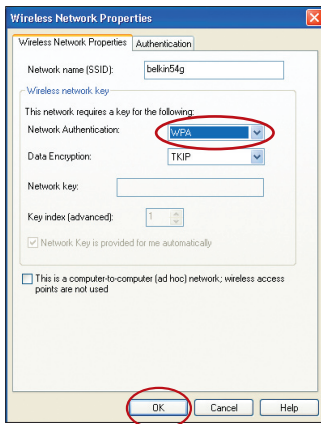 Wireless Network Properties
Wireless Network Properties
Authentication
Network name (SSID):
belkin54g
Wireless network key
This network requires a key for the following:
Network Authentication:
WPA
Data Encryption:
TKIP
Network key:
Key index (advanced):
1
Network Key is provided for me automatically
This is a computer-to-computer (ad hoc) network; wireless access
points are not used
OK
Cancel
Help